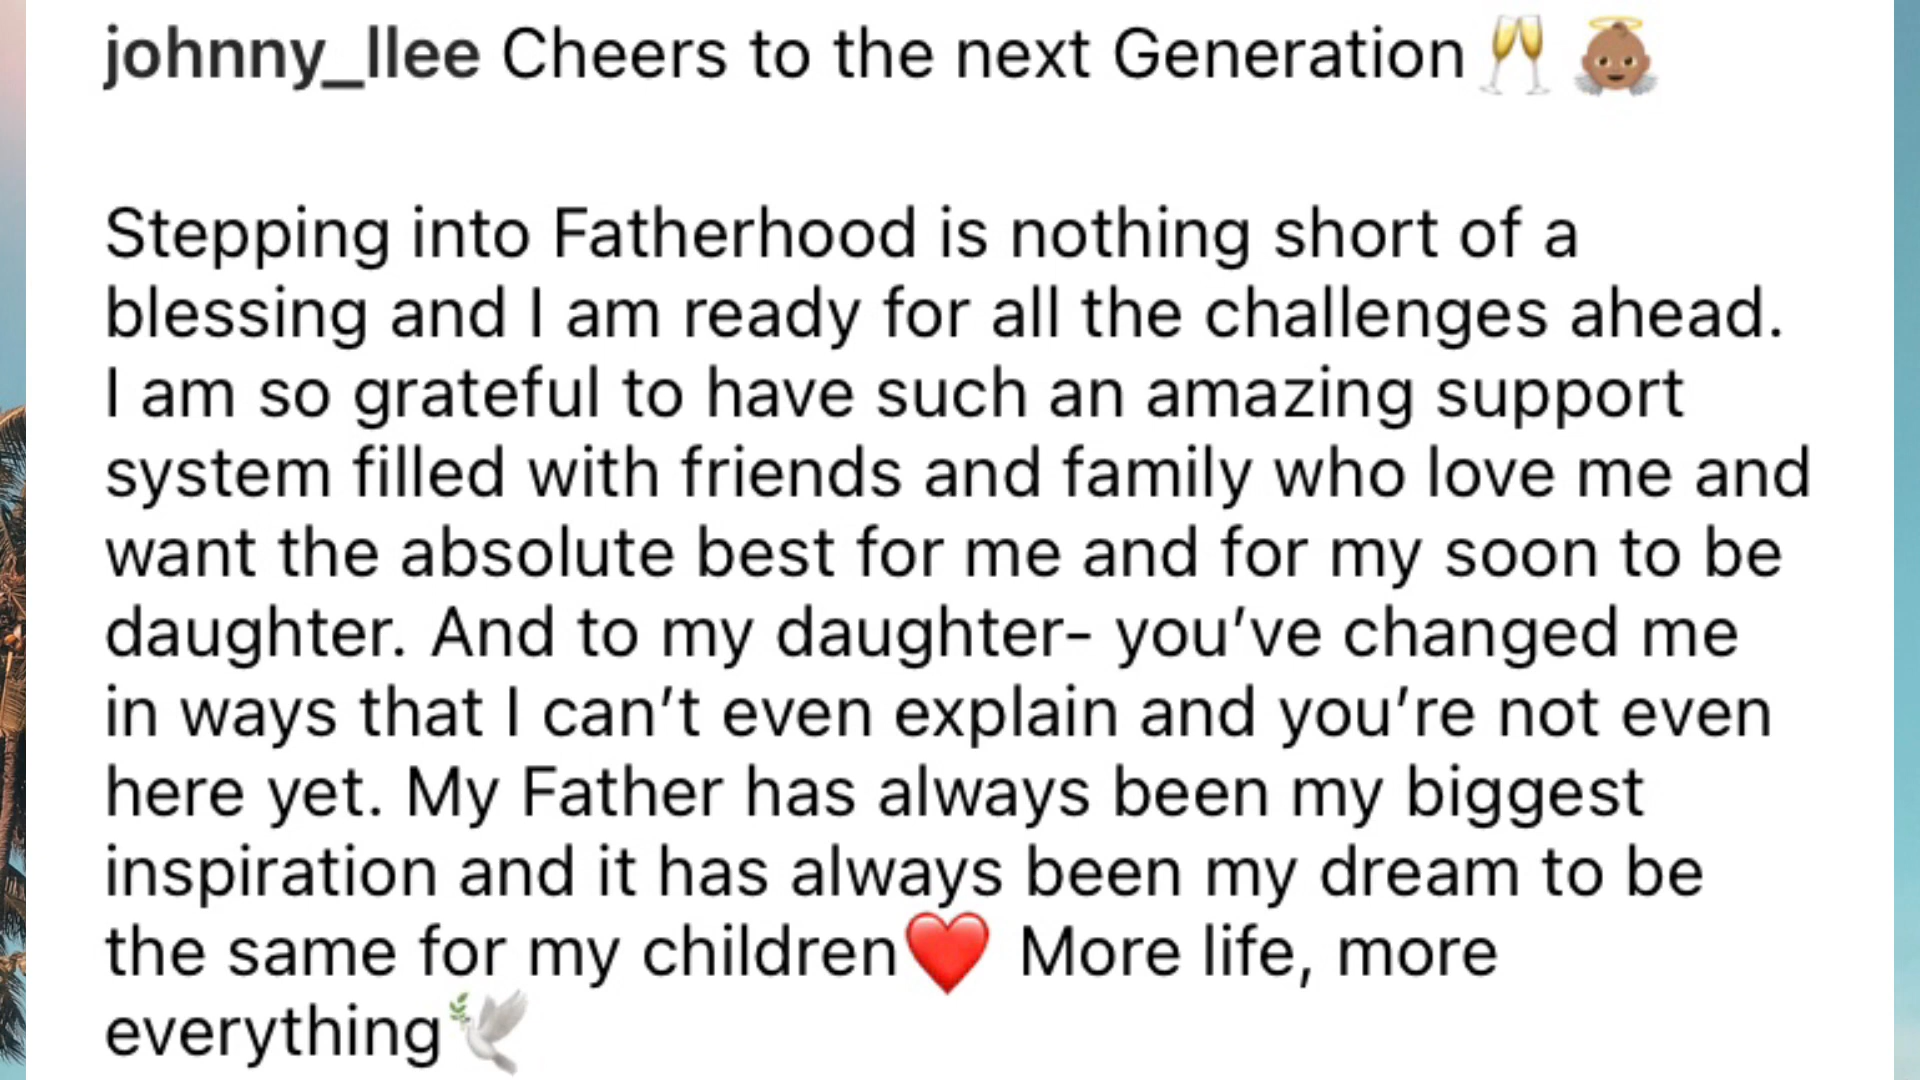 johnny_llee Cheers to the next Generation🥂 👼🏽
Stepping into Fatherhood is nothing short of a
blessing and I am ready for all the challenges ahead.
I am so grateful to have such an amazing support
system filled with friends and family who love me and
want the absolute best for me and for my soon to be
daughter. And to my daughter- you’ve changed me
in ways that I can’t even explain and you’re not even
here yet. My Father has always been my biggest
inspiration and it has always been my dream to be
the same for my children❤️ More life, more
everything🕊️